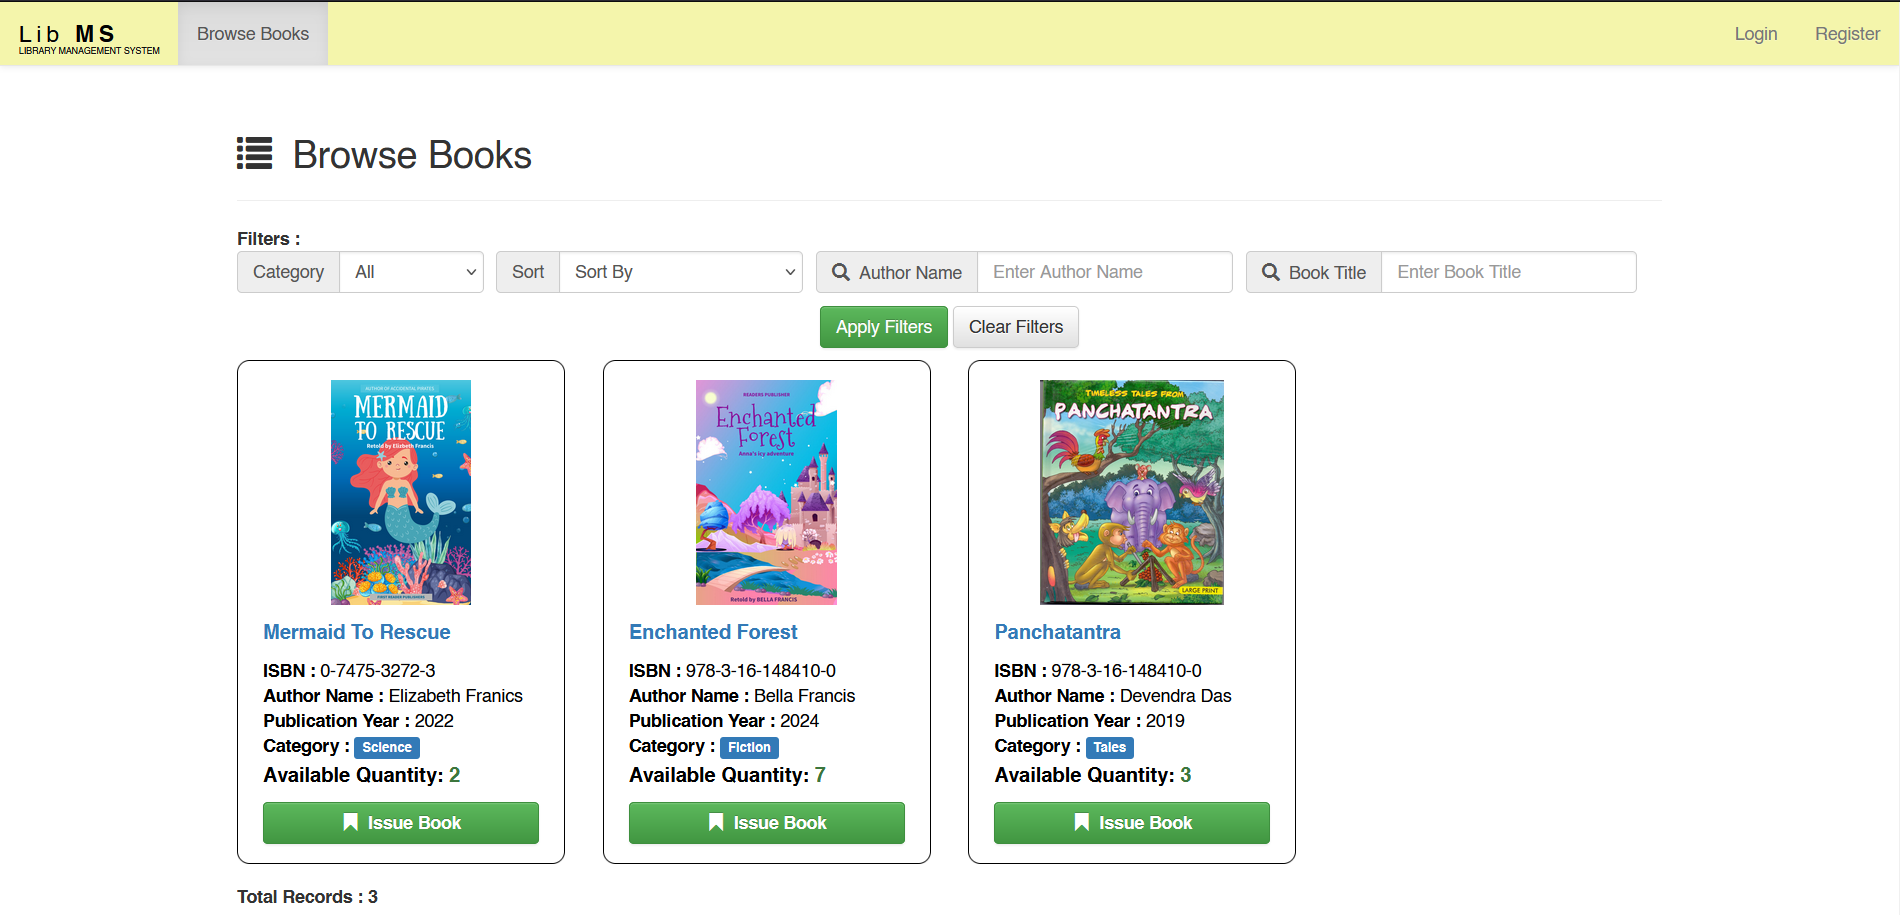 Lib MS
LIBRARY MANAGEMENT SYSTEM
Browse Books
Login
Register
Browse Books
Filters :
Category
All
Sort
Sort By
Author Name
Enter Author Name
Book Title
Enter Book Title
Apply Filters
Clear Filters
AUTHOR OF ACCIDENTAL PIRATES
MERMAID
TO RESCUE
Retold by Elizbeth Francis
FIRST READER PUBLISHERS
Mermaid To Rescue
ISBN : 0-7475-3272-3
Author Name : Elizabeth Franics
Publication Year : 2022
Category : Science
Available Quantity: 2
Issue Book
READERS PUBLISHER
Enchanted
Forest
Anna's icy adventure
Retold by BELLA FRANCIS
Enchanted Forest
ISBN : 978-3-16-148410-0
Author Name : Bella Francis
Publication Year : 2024
Category : Fiction
Available Quantity: 7
Issue Book
TIMELESS TALES FROM
PANCHATANTRA
LARGE PRINT
Panchatantra
ISBN : 978-3-16-148410-0
Author Name : Devendra Das
Publication Year : 2019
Category : Tales
Available Quantity: 3
Issue Book
Total Records : 3